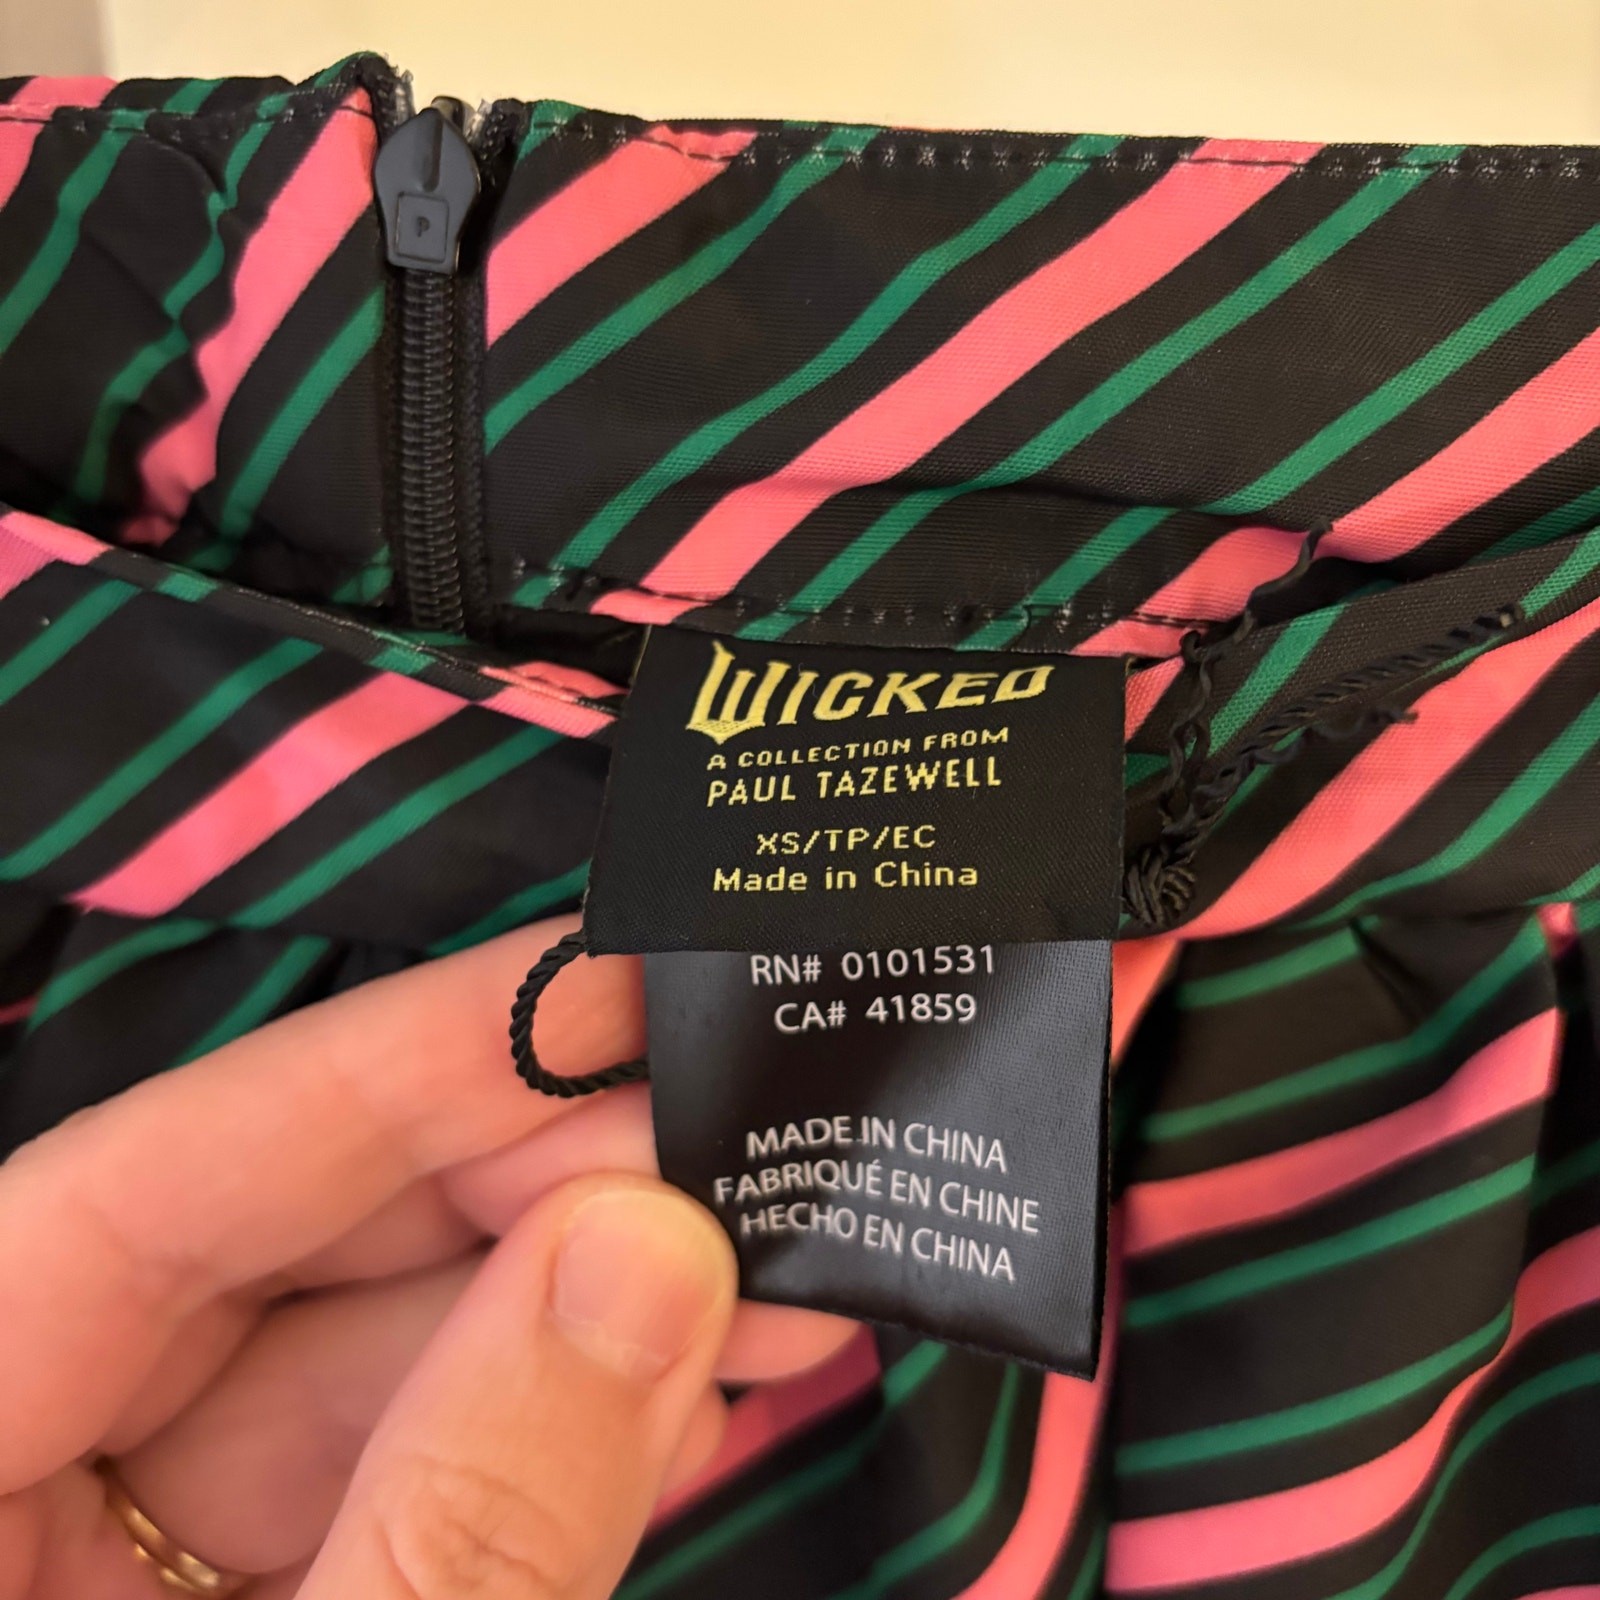 P
WICKED
A COLLECTION FROM
PAUL TAZEWELL
XS/TP/EC
Made in China
RN# 0101531
CA# 41859
MADE IN CHINA
FABRIQUÉ EN CHINE
HECHO EN CHINA